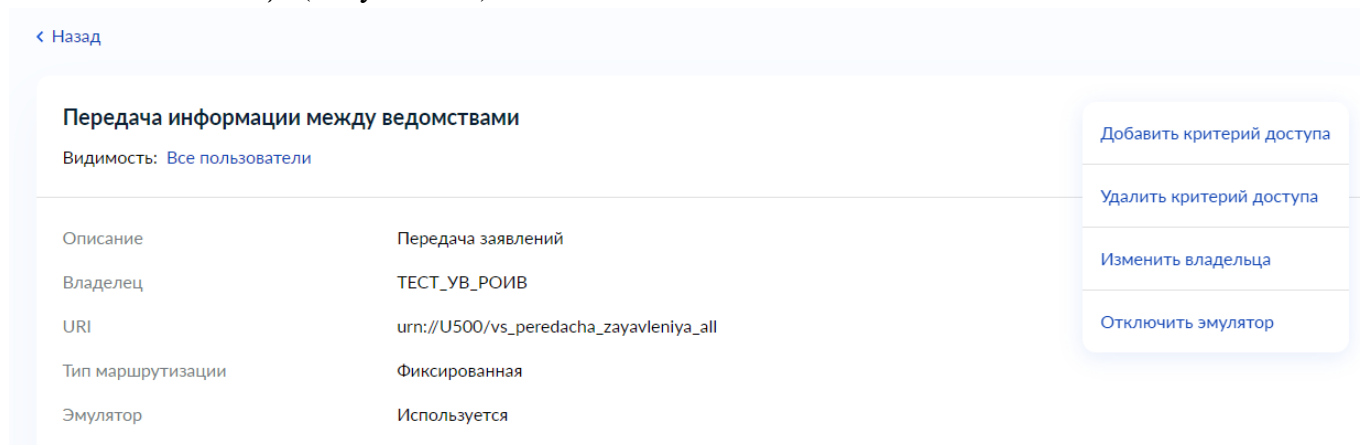 Назад
Передача информации между ведомствами
Видимость: Все пользователи
Добавить критерий доступа
Удалить критерий доступа
Изменить владельца
Отключить эмулятор
Описание Передача заявлений
Владелец ТЕСТ_УВ_РОИВ
URI urn://U500/vs_peredacha_zayavleniya_all
Тип маршрутизации Фиксированная
Эмулятор Используется